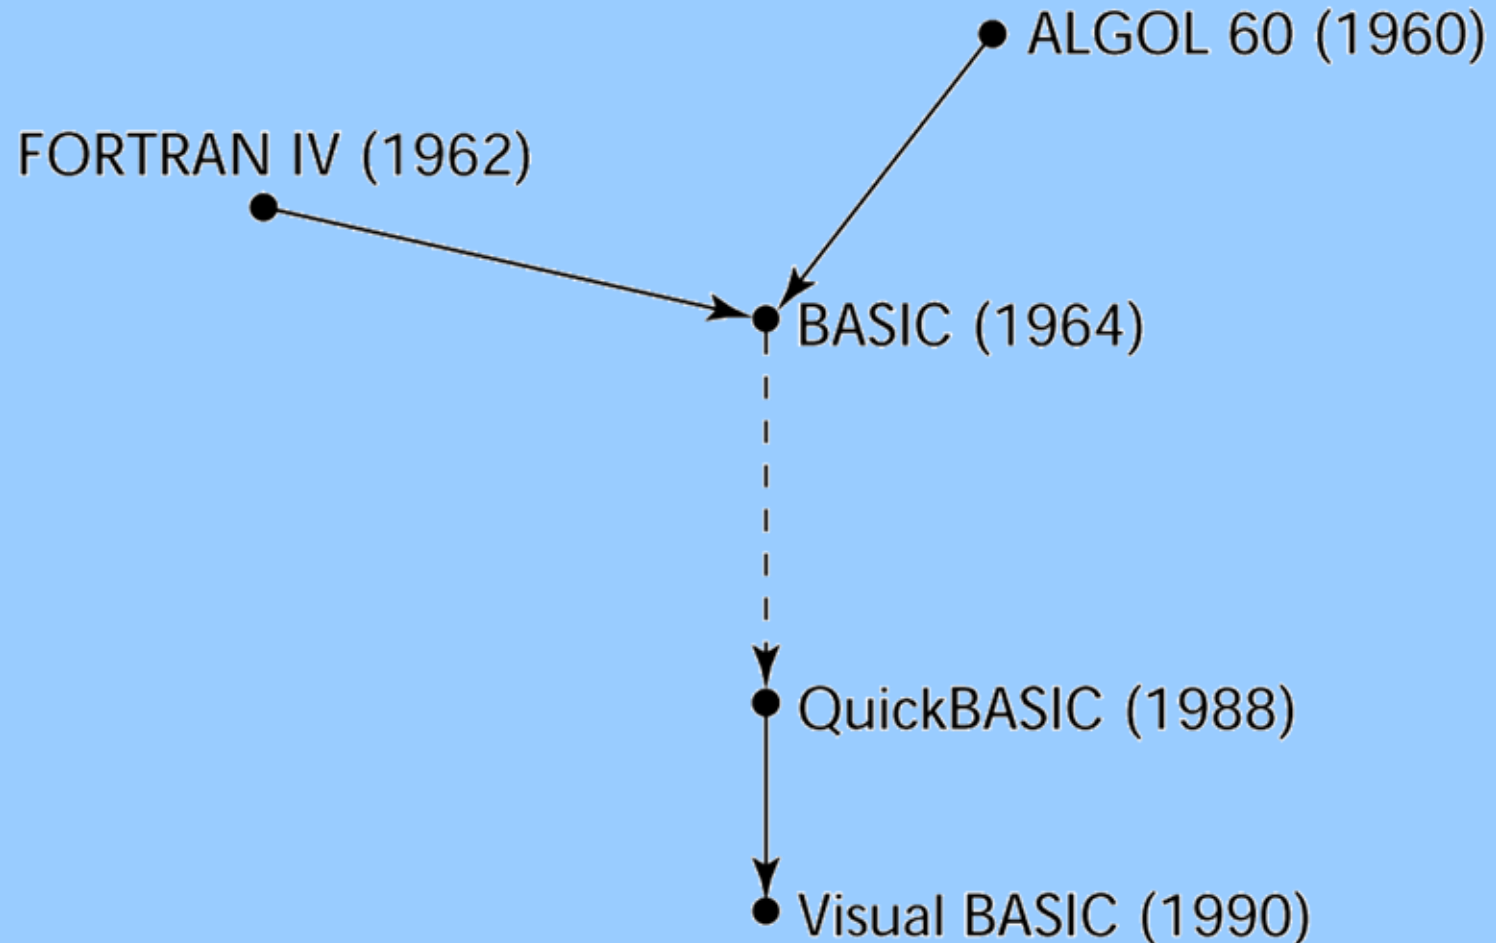 ALGOL 60 (1960)
FORTRAN IV (1962)
BASIC (1964)
QuickBASIC (1988)
Visual BASIC (1990)